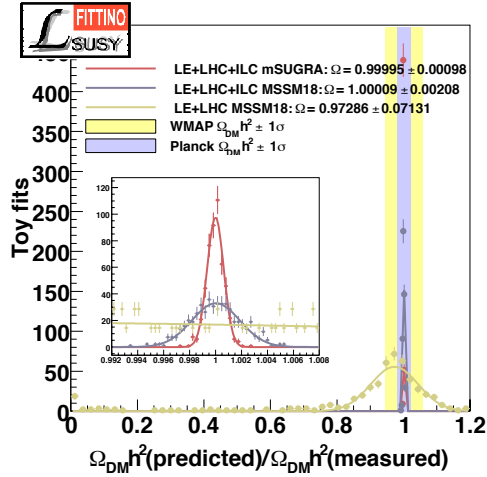 FITTINO
SUSY
LE+LHC+ILC mSUGRA: Ω = 0.99995 ± 0.00098
LE+LHC+ILC MSSM18: Ω = 1.00009 ± 0.00208
LE+LHC MSSM18: Ω = 0.97286 ± 0.07131
WMAP Ω_DM h² ± 1σ
Planck Ω_DM h² ± 1σ
Toy fits
450
400
350
300
250
200
150
100
50
0
120
100
80
60
40
20
0
0.992 0.994 0.996 0.998 1 1.002 1.004 1.006 1.008
0 0.2 0.4 0.6 0.8 1 1.2
Ω_DM h²(predicted)/Ω_DM h²(measured)